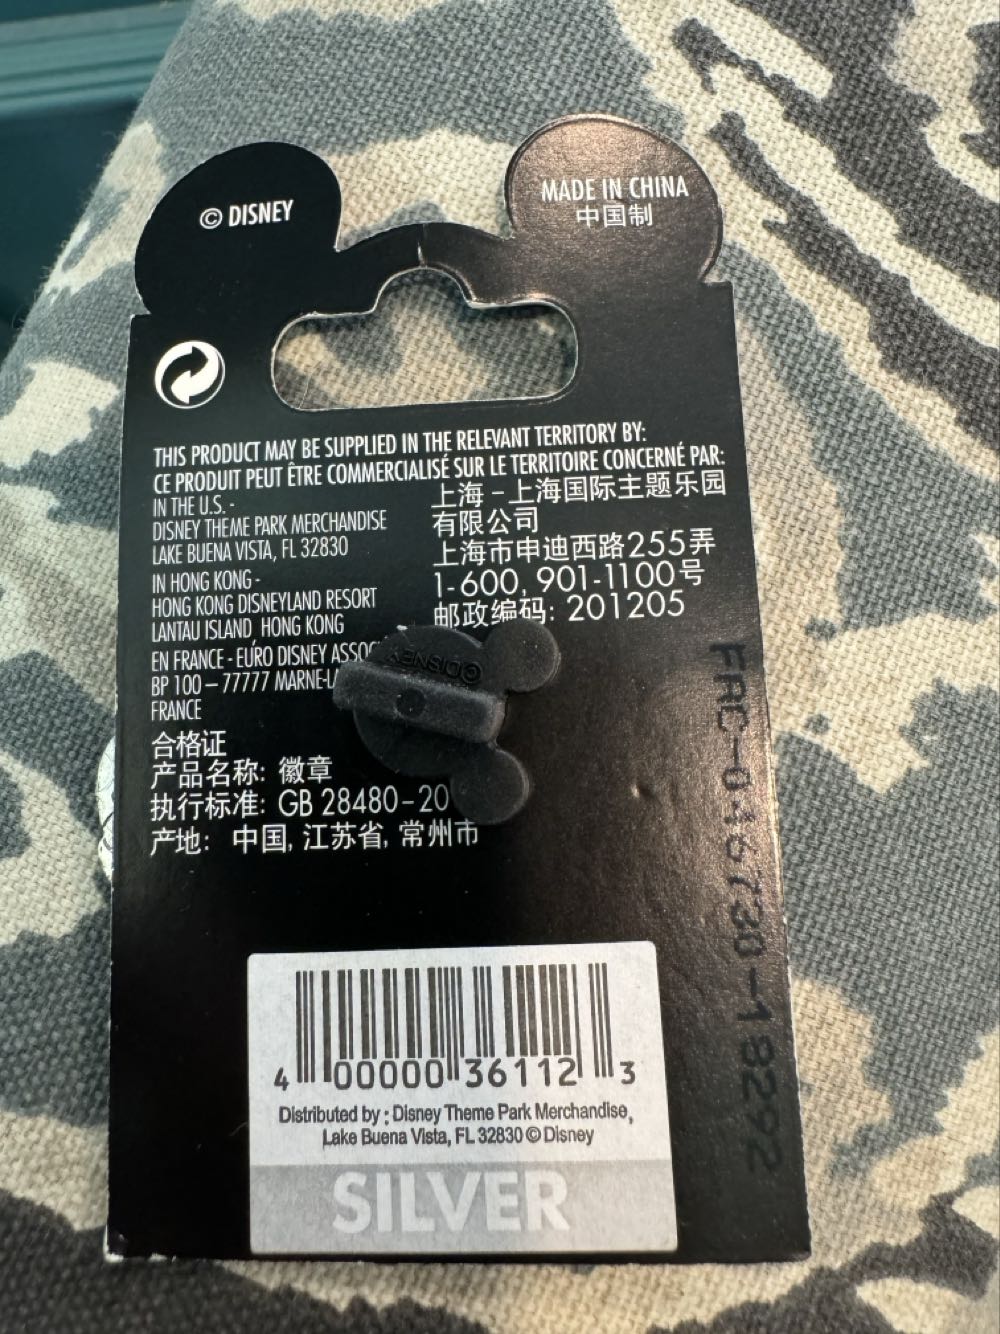 © DISNEY
MADE IN CHINA
中国制
THIS PRODUCT MAY BE SUPPLIED IN THE RELEVANT TERRITORY BY:
CE PRODUIT PEUT ÊTRE COMMERCIALISÉ SUR LE TERRITOIRE CONCERNÉ PAR:
IN THE U.S. -
DISNEY THEME PARK MERCHANDISE
LAKE BUENA VISTA, FL 32830
IN HONG KONG -
HONG KONG DISNEYLAND RESORT
LANTAU ISLAND HONG KONG
EN FRANCE - EURO DISNEY
BP 100 – 77777
FRANCE
上海 – 上海国际主题乐园
有限公司
上海市申迪西路255弄
1-600, 901-1100号
邮政编码: 201205
©DISNEY
合格证
产品名称: 徽章
执行标准: GB 28480-20
产地: 中国, 江苏省, 常州市
FAC-046730-18292
4 00000 36112 3
Distributed by : Disney Theme Park Merchandise,
Lake Buena Vista, FL 32830 © Disney
SILVER